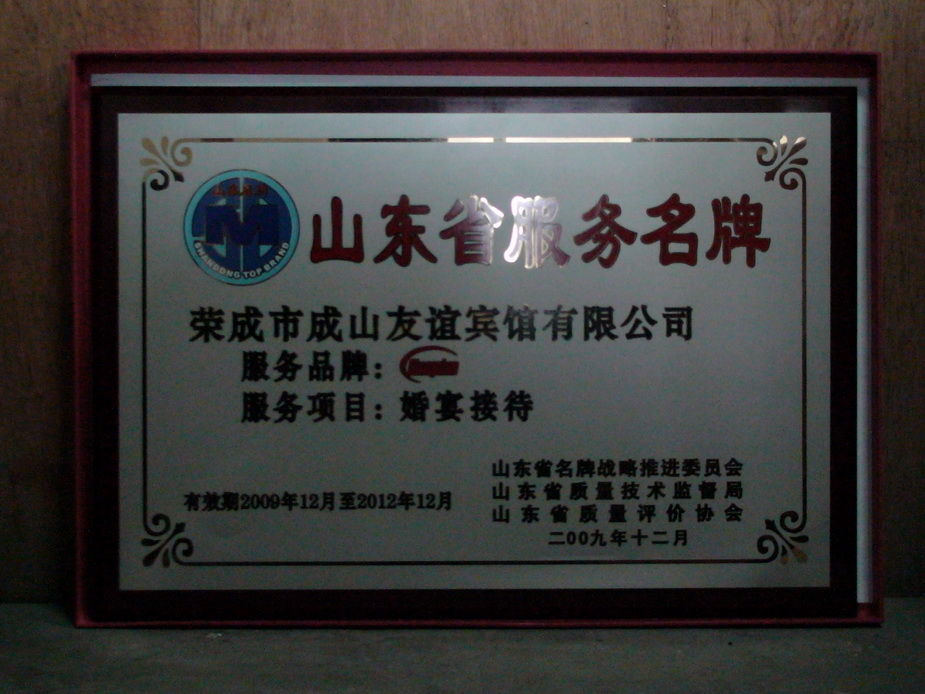 山东省服务名牌
SHANDONG TOP BRAND
荣成市成山友谊宾馆有限公司
服务品牌:
服务项目: 婚宴接待
有效期2009年12月至2012年12月
山东省名牌战略推进委员会
山东省质量技术监督局
山东省质量评价协会
二00九年十二月